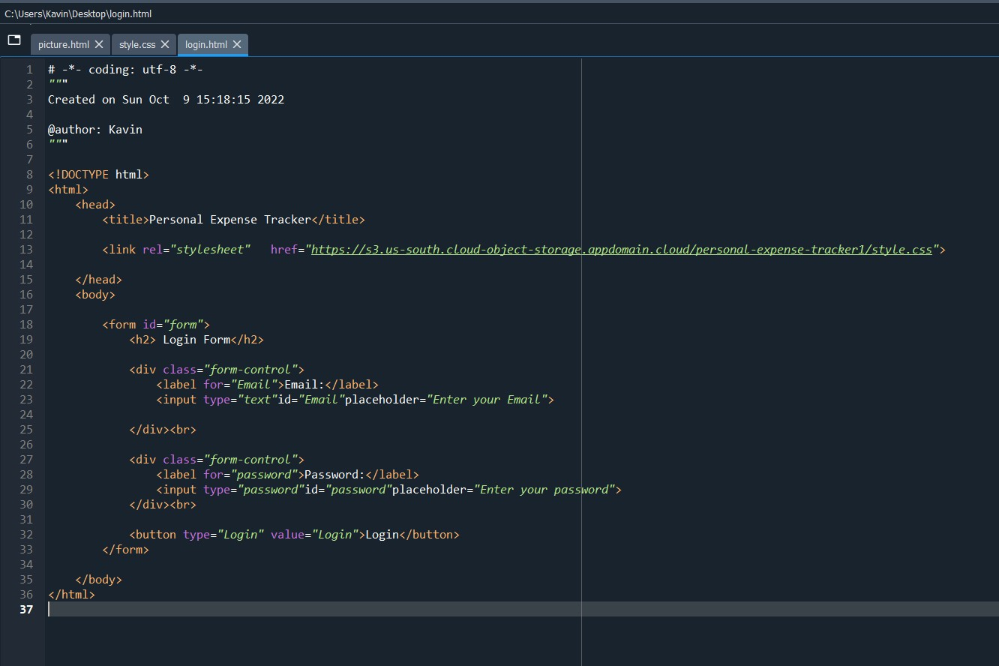 C:\Users\Kavin\Desktop\login.html
picture.html style.css login.html
1 # -*- coding: utf-8 -*-
2 """
3 Created on Sun Oct  9 15:18:15 2022
4
5 @author: Kavin
6 """
7
8 <!DOCTYPE html>
9 <html>
10     <head>
11         <title>Personal Expense Tracker</title>
12
13         <link rel="stylesheet"   href="https://s3.us-south.cloud-object-storage.appdomain.cloud/personal-expense-tracker1/style.css">
14
15     </head>
16     <body>
17
18         <form id="form">
19             <h2> Login Form</h2>
20
21             <div class="form-control">
22                 <label for="Email">Email:</label>
23                 <input type="text"id="Email"placeholder="Enter your Email">
24
25             </div><br>
26
27             <div class="form-control">
28                 <label for="password">Password:</label>
29                 <input type="password"id="password"placeholder="Enter your password">
30             </div><br>
31
32             <button type="Login" value="Login">Login</button>
33         </form>
34
35     </body>
36 </html>
37